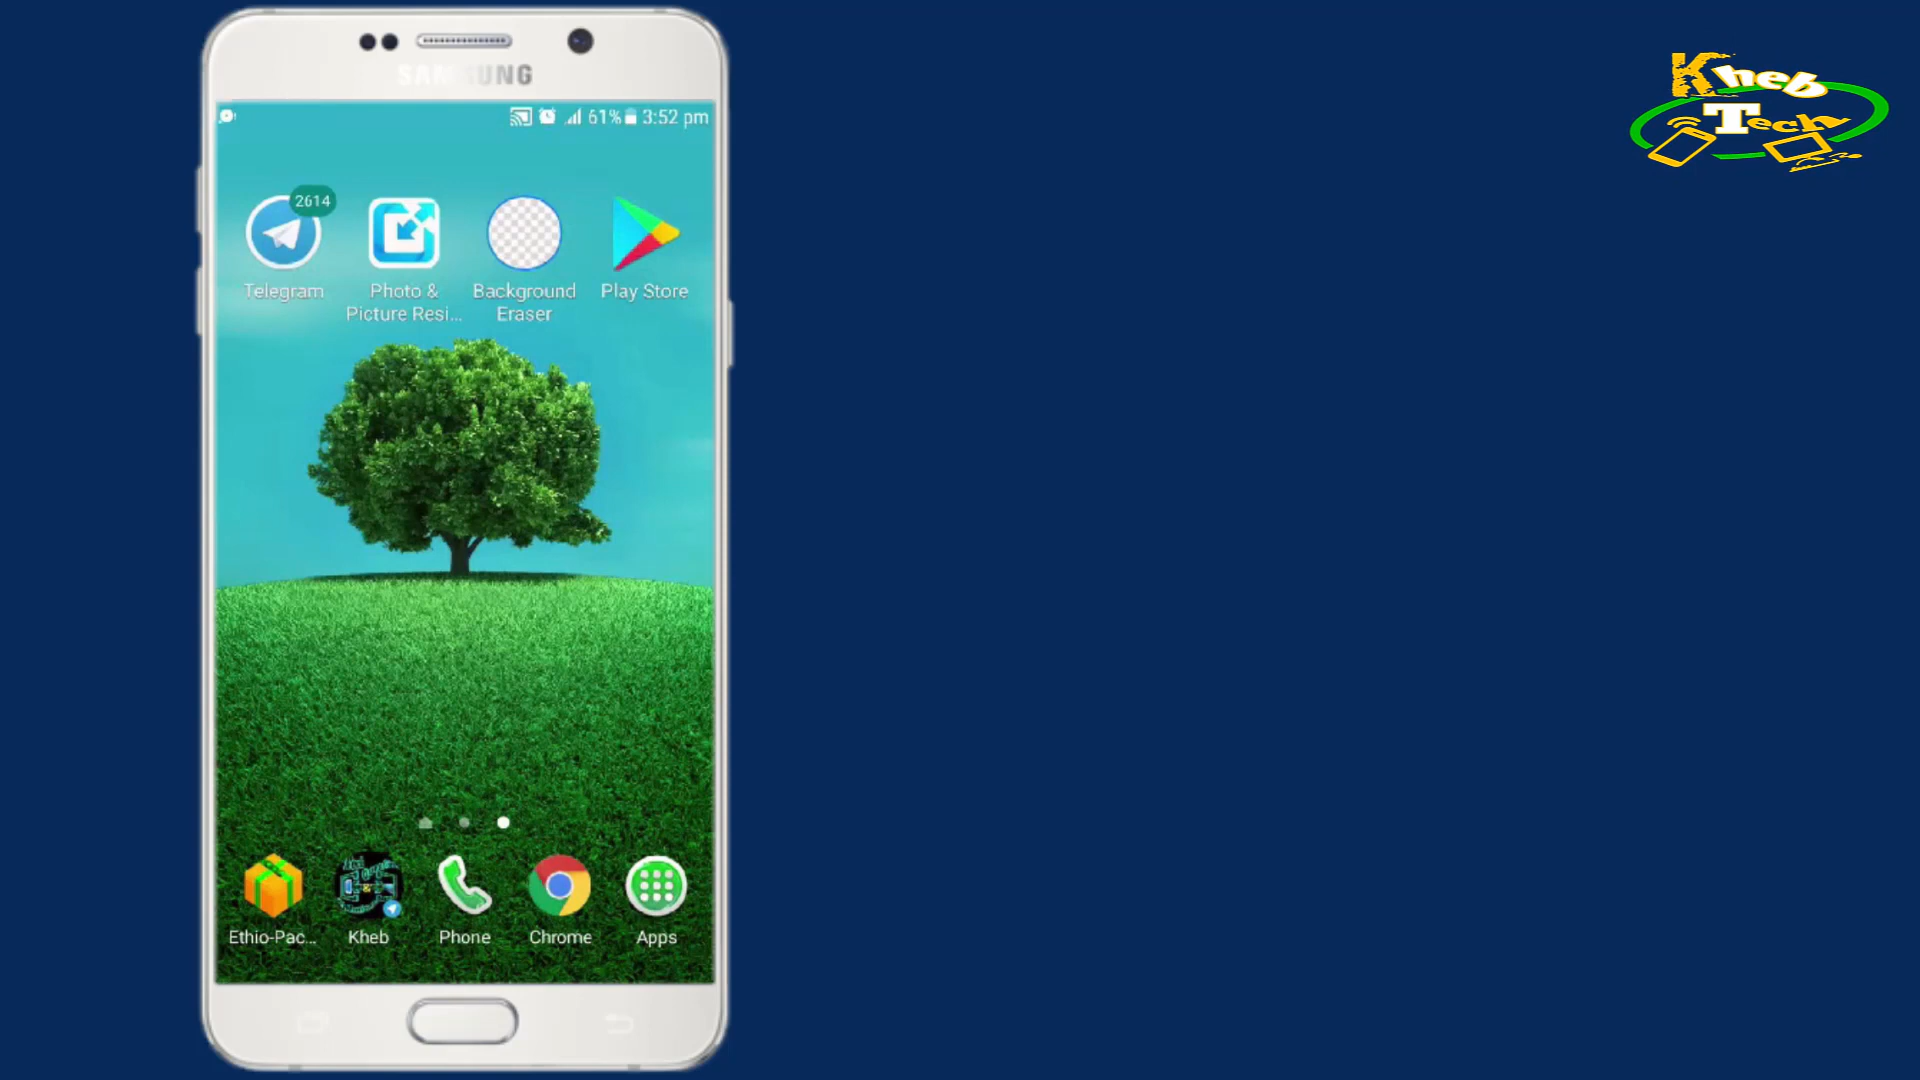 Kheb
Tech
SAMSUNG
61% 3:52 pm
2614
Telegram
Photo &
Picture Resi...
Background
Eraser
Play Store
Ethio-Pac...
Kheb
Phone
Chrome
Apps